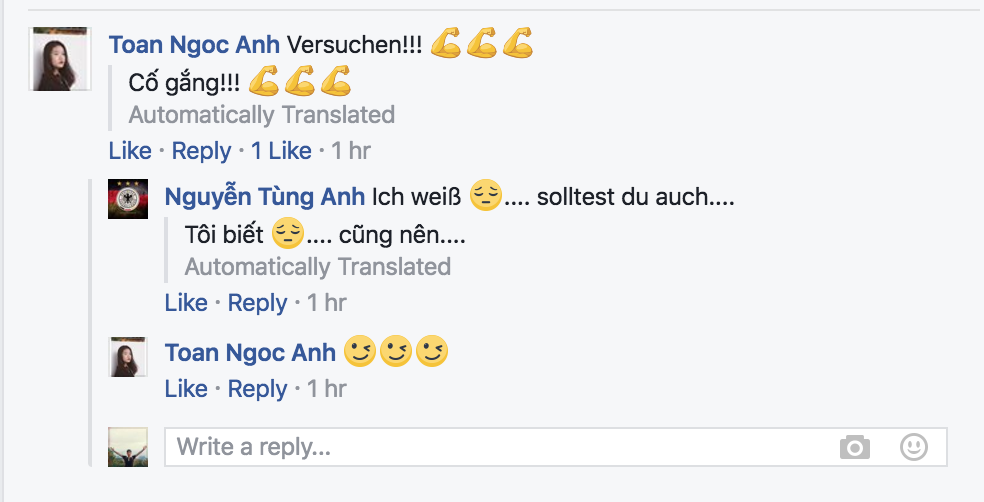 Toan Ngoc Anh Versuchen!!! 💪💪💪
Cố gắng!!! 💪💪💪
Automatically Translated
Like · Reply · 1 Like · 1 hr
Nguyễn Tùng Anh Ich weiß 😔.... solltest du auch....
Tôi biết 😔.... cũng nên....
Automatically Translated
Like · Reply · 1 hr
Toan Ngoc Anh 😉😉😉
Like · Reply · 1 hr
Write a reply...